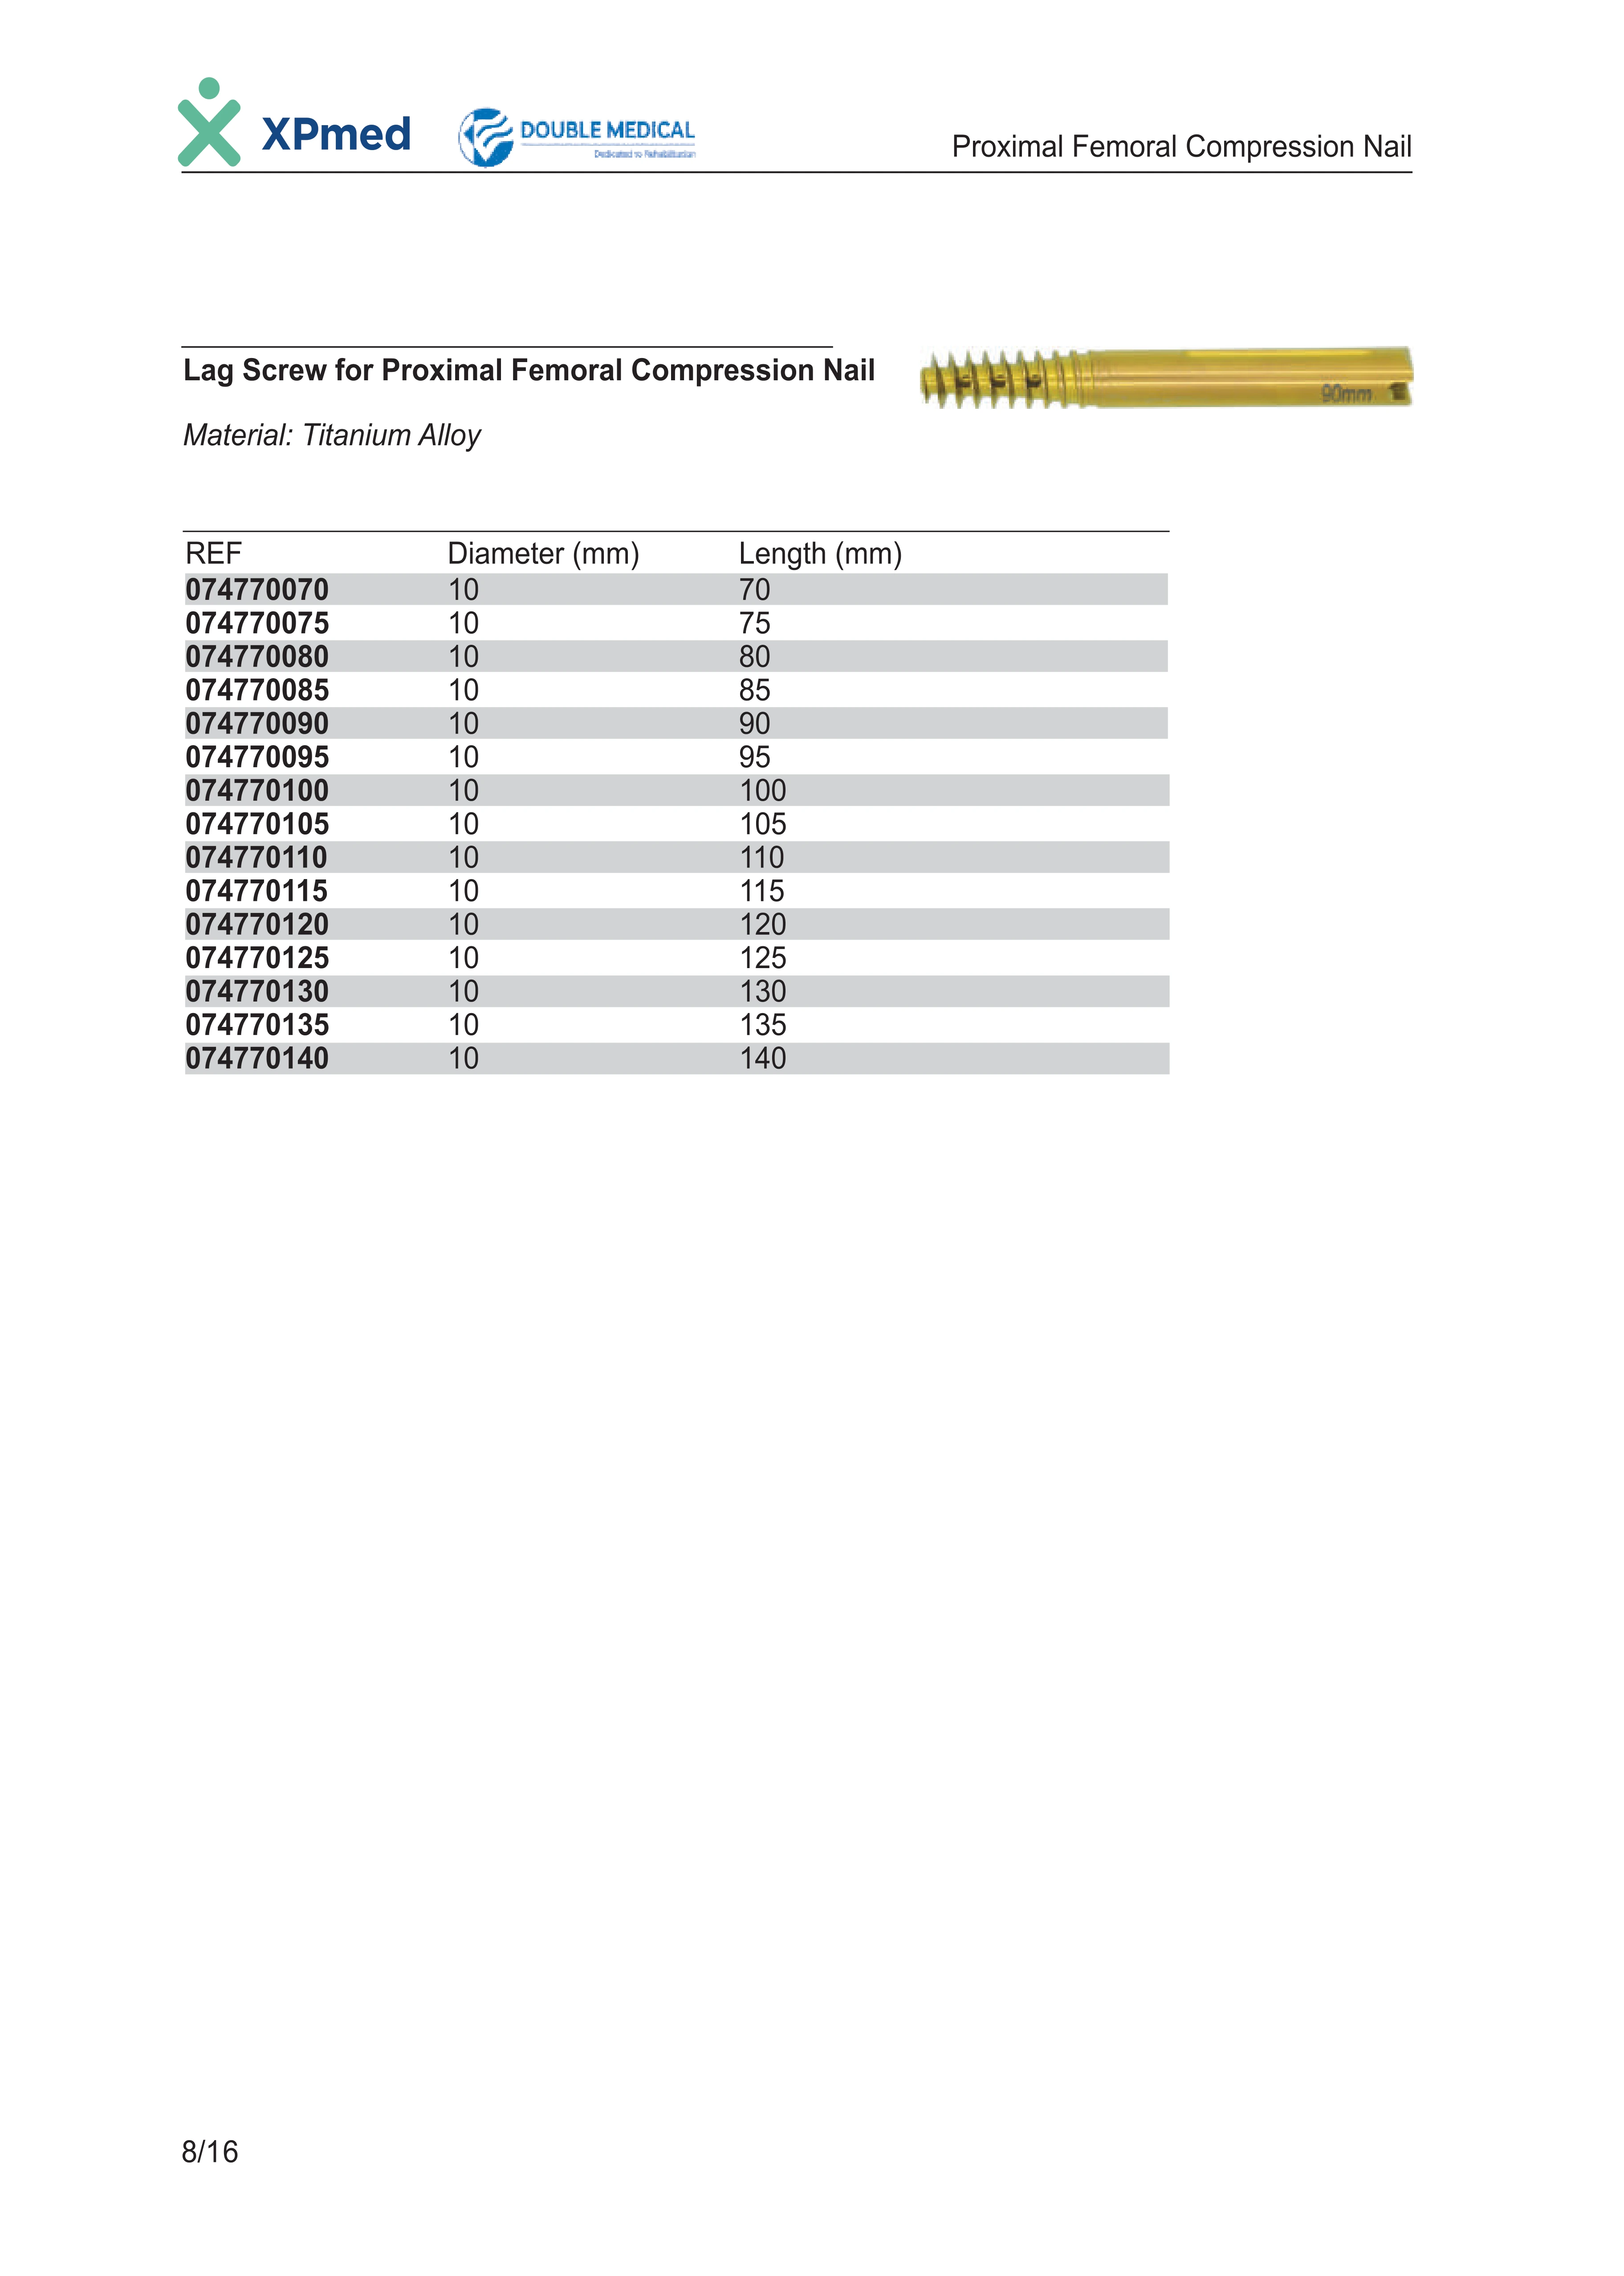 XPmed
DOUBLE MEDICAL
Dedicated to Rehabilitation
Proximal Femoral Compression Nail
Lag Screw for Proximal Femoral Compression Nail
90mm
Material: Titanium Alloy
REF Diameter (mm) Length (mm)
074770070 10 70
074770075 10 75
074770080 10 80
074770085 10 85
074770090 10 90
074770095 10 95
074770100 10 100
074770105 10 105
074770110 10 110
074770115 10 115
074770120 10 120
074770125 10 125
074770130 10 130
074770135 10 135
074770140 10 140
8/16